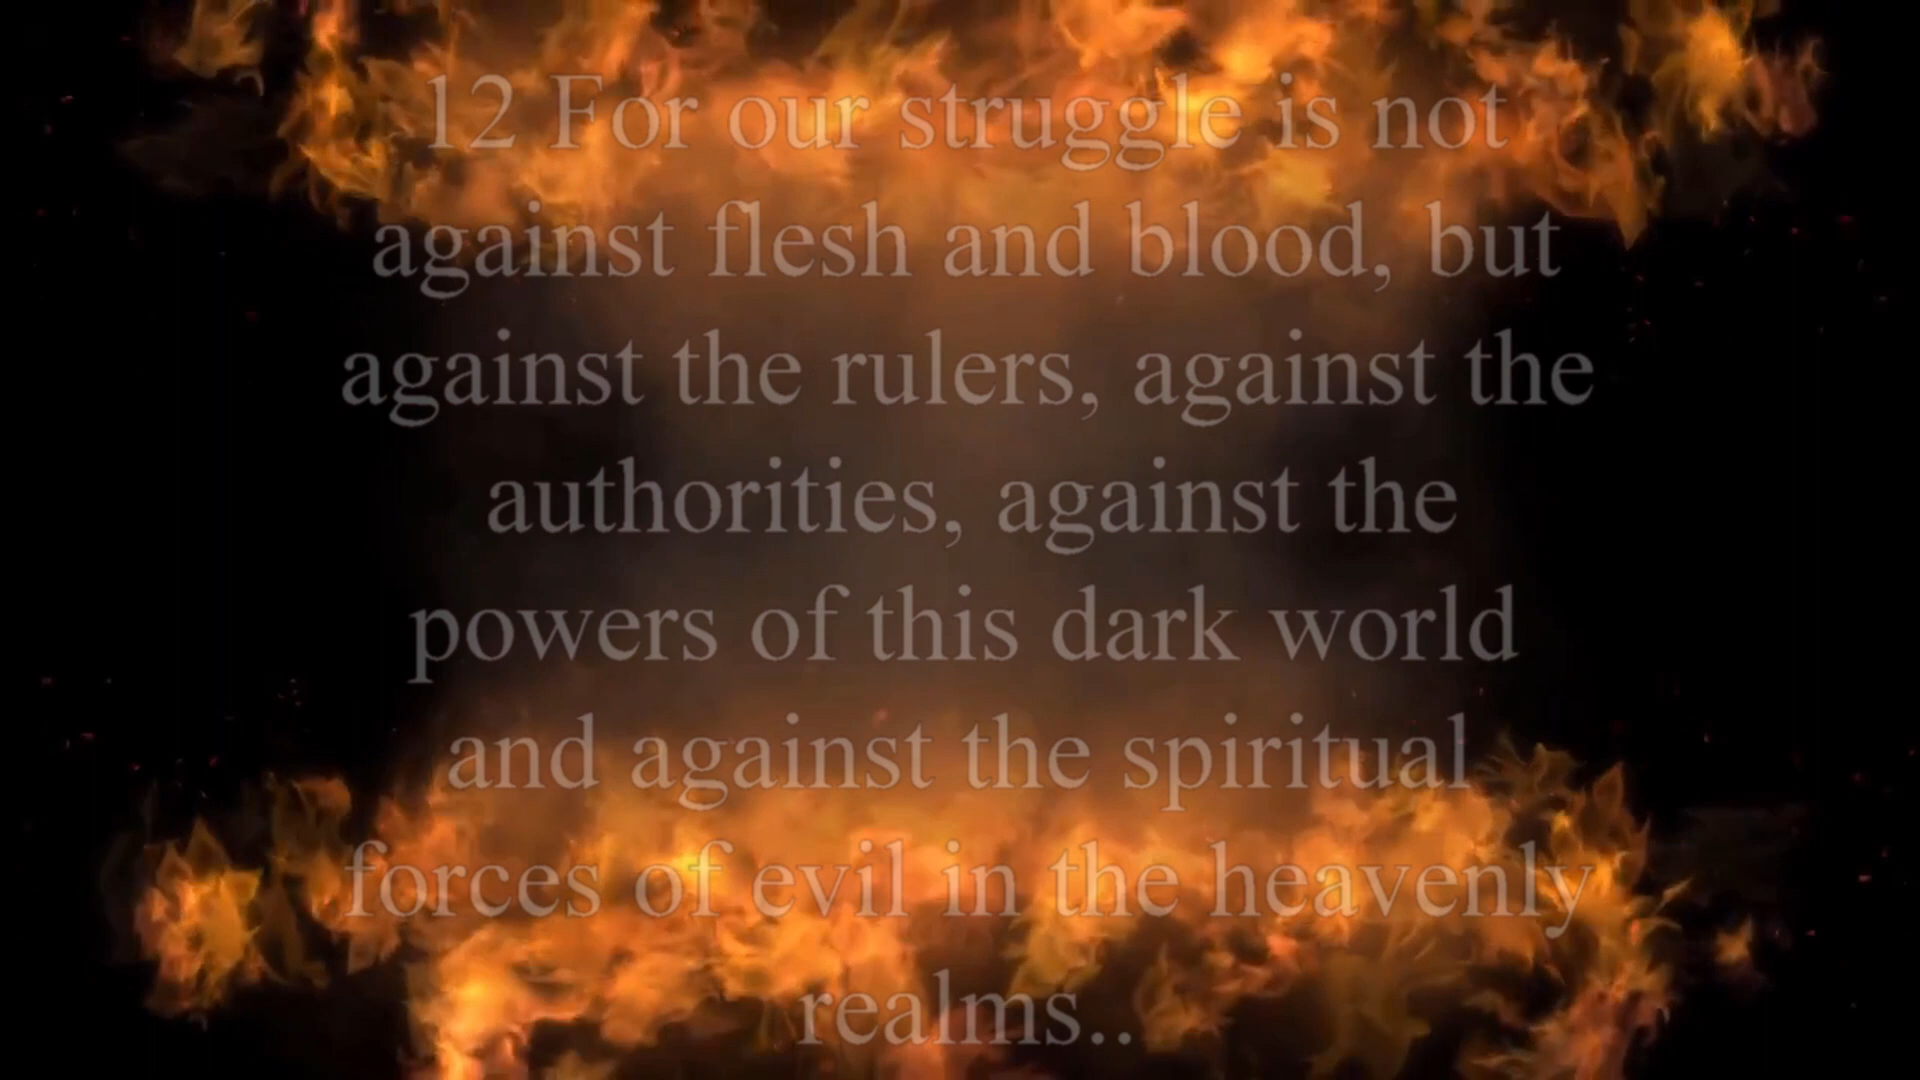 12 For our struggle is not
against flesh and blood, but
against the rulers, against the
authorities, against the
powers of this dark world
and against the spiritual
forces of evil in the heavenly
realms..